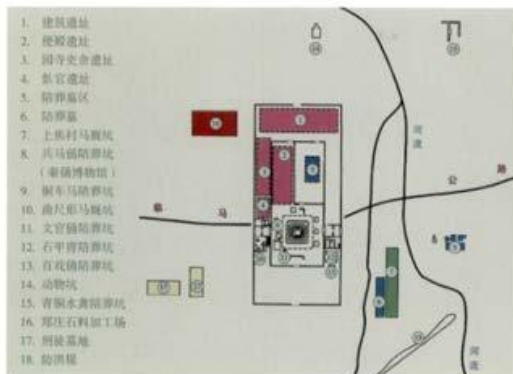 1. 建筑遗址
2. 便殿遗址
3. 园寺吏舍遗址
4. 飤官遗址
5. 陪葬墓区
6. 陪葬墓
7. 上焦村马厩坑
8. 兵马俑陪葬坑
(秦俑博物馆)
9. 铜车马陪葬坑
10. 曲尺形马厩坑
11. 文官俑陪葬坑
12. 石甲胄陪葬坑
13. 百戏俑陪葬坑
14. 动物坑
15. 青铜水禽陪葬坑
16. 郑庄石料加工场
17. 刑徒墓地
18. 防洪堤
河流
马 公 路
河流